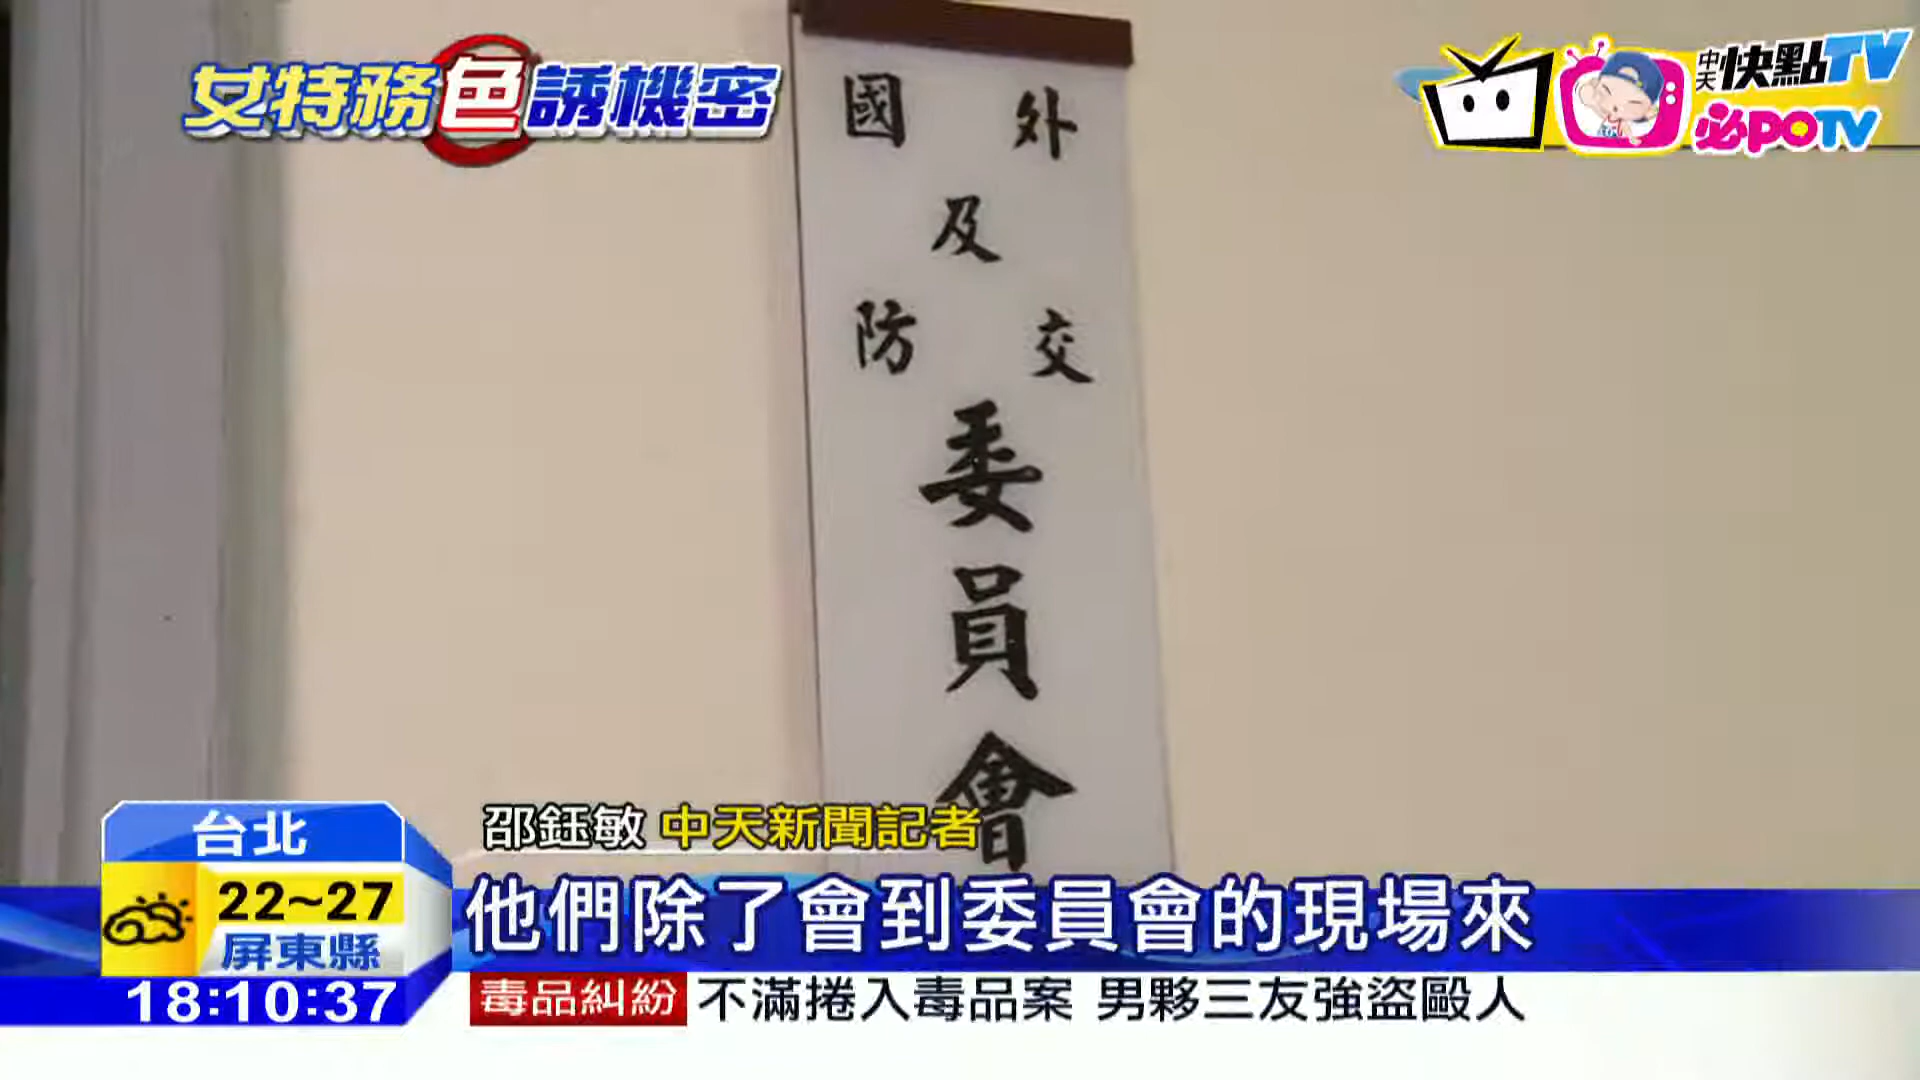 女特務色誘機密
中天快點TV
必POTV
外交及國防委員會
邵鈺敏 中天新聞記者
他們除了會到委員會的現場來
台北
22~27
屏東縣
18:10:37
毒品糾紛 不滿捲入毒品案 男夥三友強盜毆人